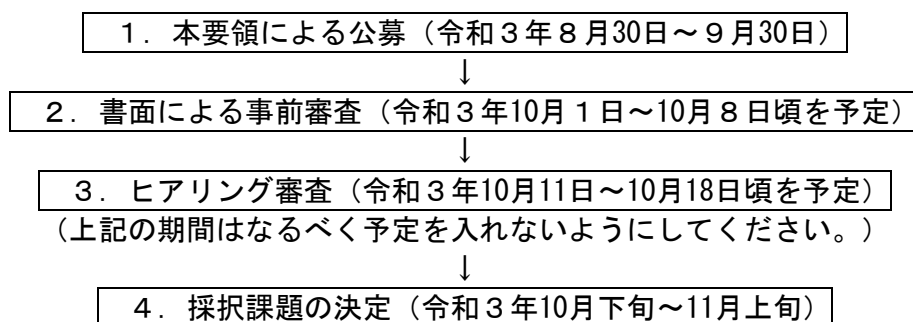 １．本要領による公募（令和３年８月30日～９月30日）
↓
２．書面による事前審査（令和３年10月１日～10月８日頃を予定）
↓
３．ヒアリング審査（令和３年10月11日～10月18日頃を予定）
（上記の期間はなるべく予定を入れないようにしてください。）
↓
４．採択課題の決定（令和３年10月下旬～11月上旬）